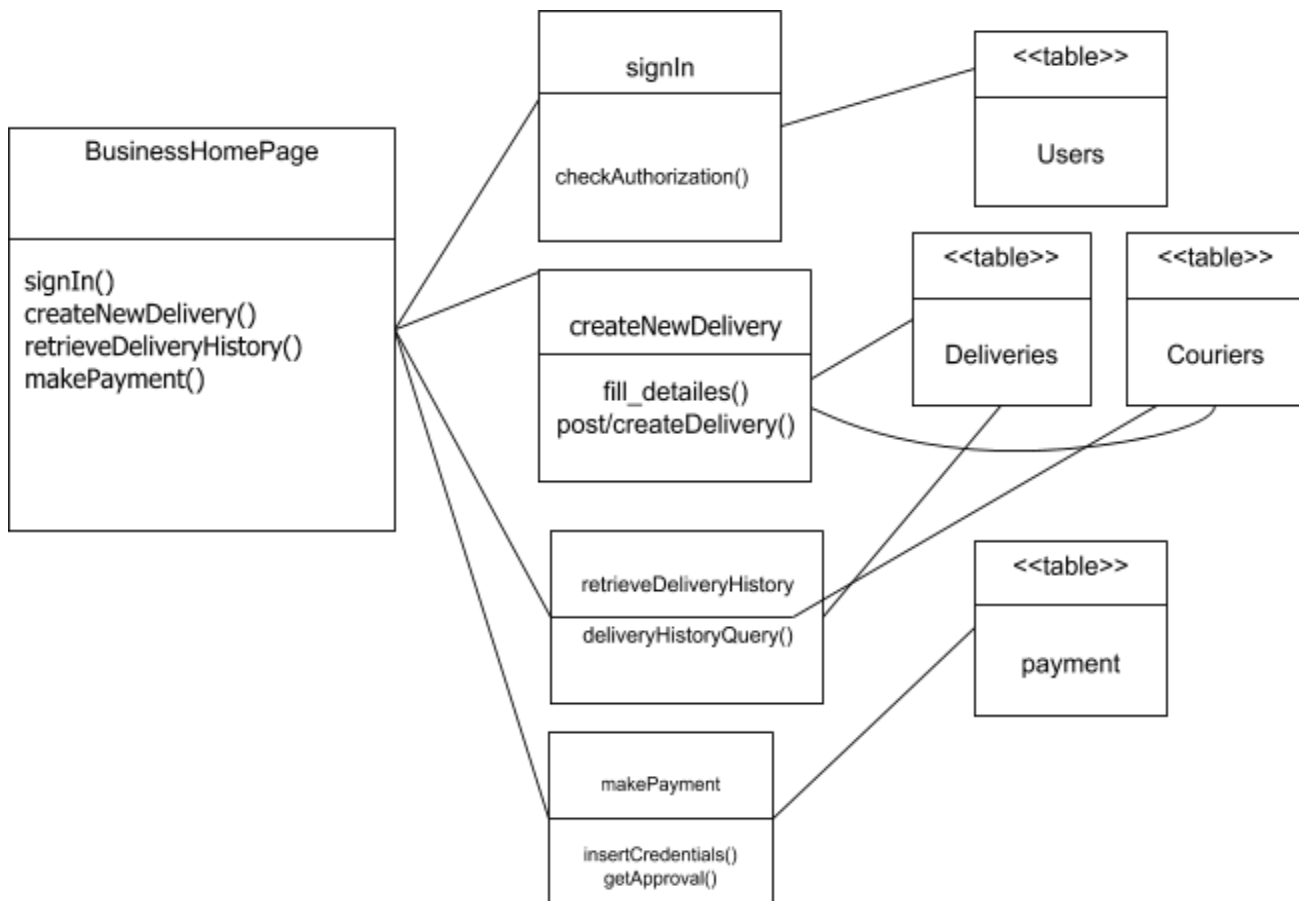 BusinessHomePage
signIn()
createNewDelivery()
retrieveDeliveryHistory()
makePayment()
signIn
checkAuthorization()
<<table>>
Users
createNewDelivery
fill_detailes()
post/createDelivery()
<<table>>
Deliveries
<<table>>
Couriers
retrieveDeliveryHistory
deliveryHistoryQuery()
<<table>>
payment
makePayment
insertCredentials()
getApproval()